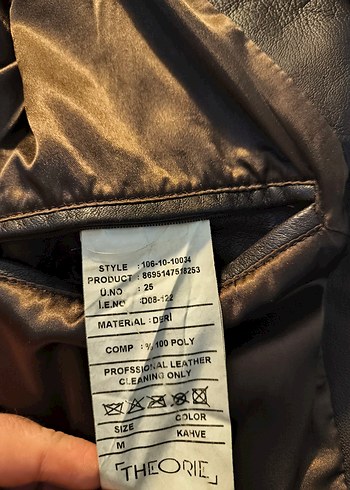 STYLE : 106-10-10034
PRODUCT : 8695147518253
U.NO : 25
İ.E.NO : D08-122
MATERIAL : DERİ
COMP : % 100 POLY
PROFSSIONAL LEATHER
CLEANING ONLY
SIZE COLOR
M KAHVE
THEORIE